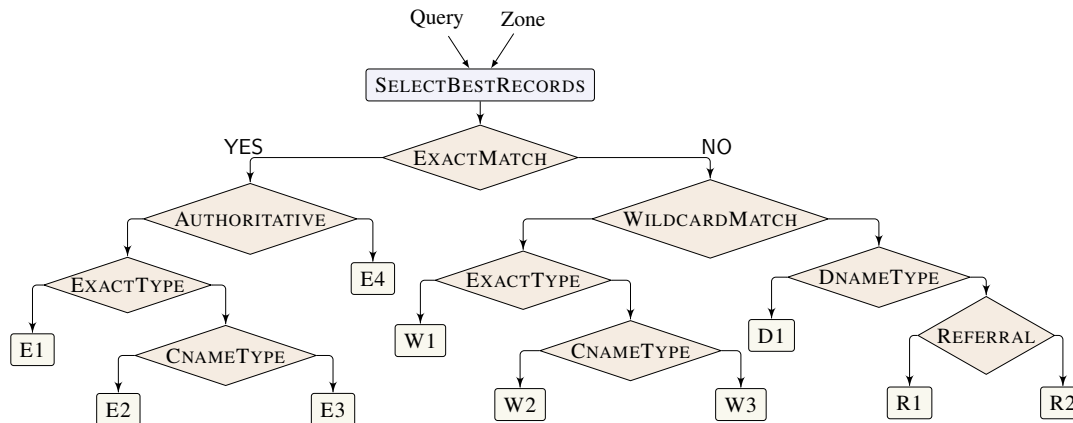 Query Zone
SELECTBESTRECORDS
EXACTMATCH
YES NO
AUTHORITATIVE WILDCARDMATCH
EXACTTYPE E4 EXACTTYPE DNAMETYPE
E1 CNAMETYPE W1 CNAMETYPE D1 REFERRAL
E2 E3 W2 W3 R1 R2